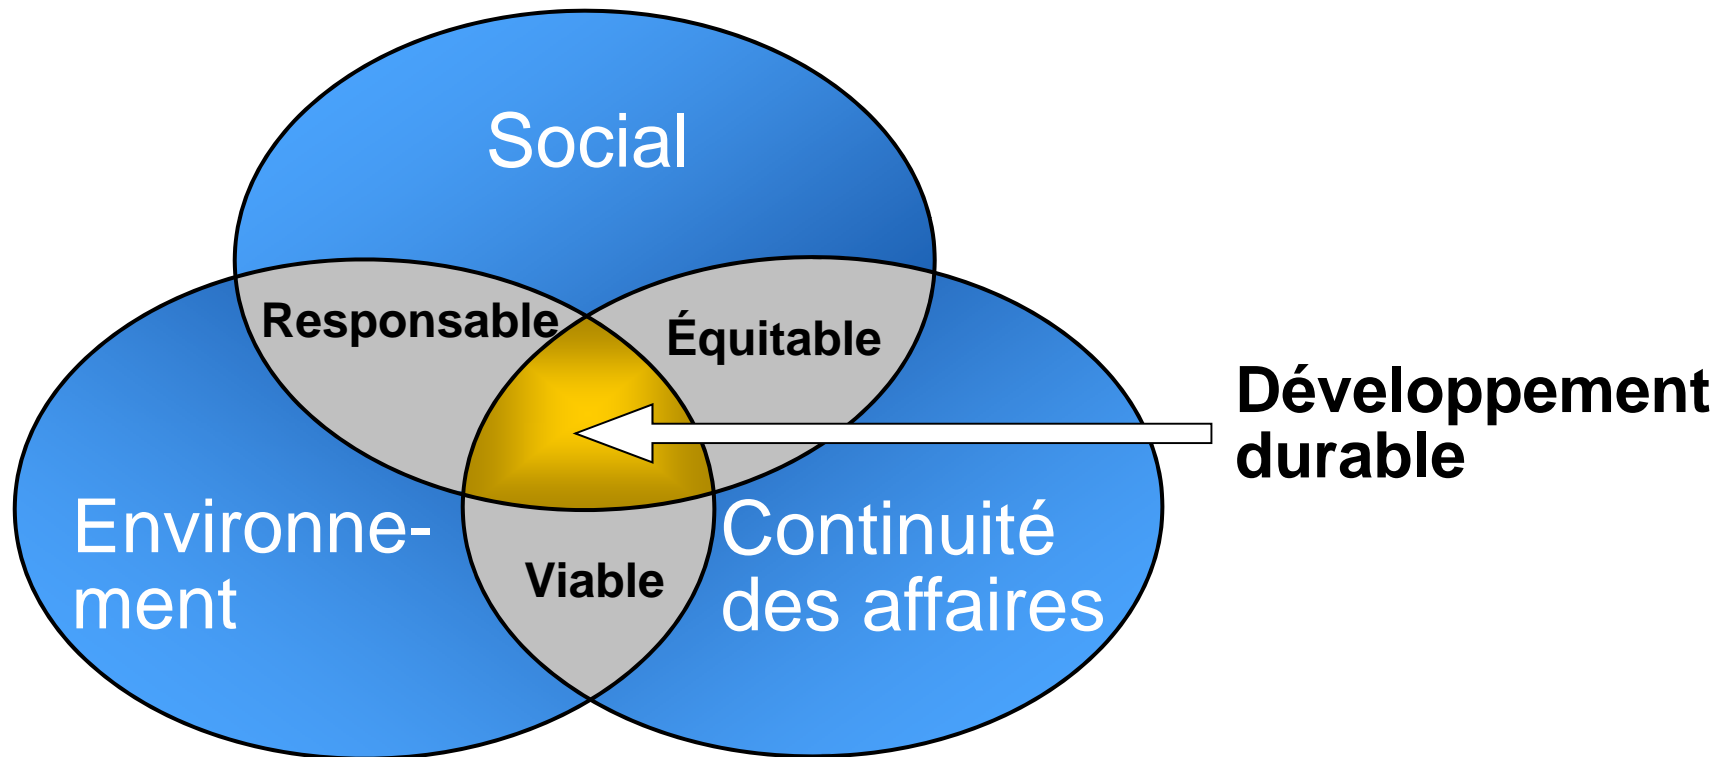 Social
Responsable
Équitable
Développement
durable
Environne-
ment
Continuité
des affaires
Viable